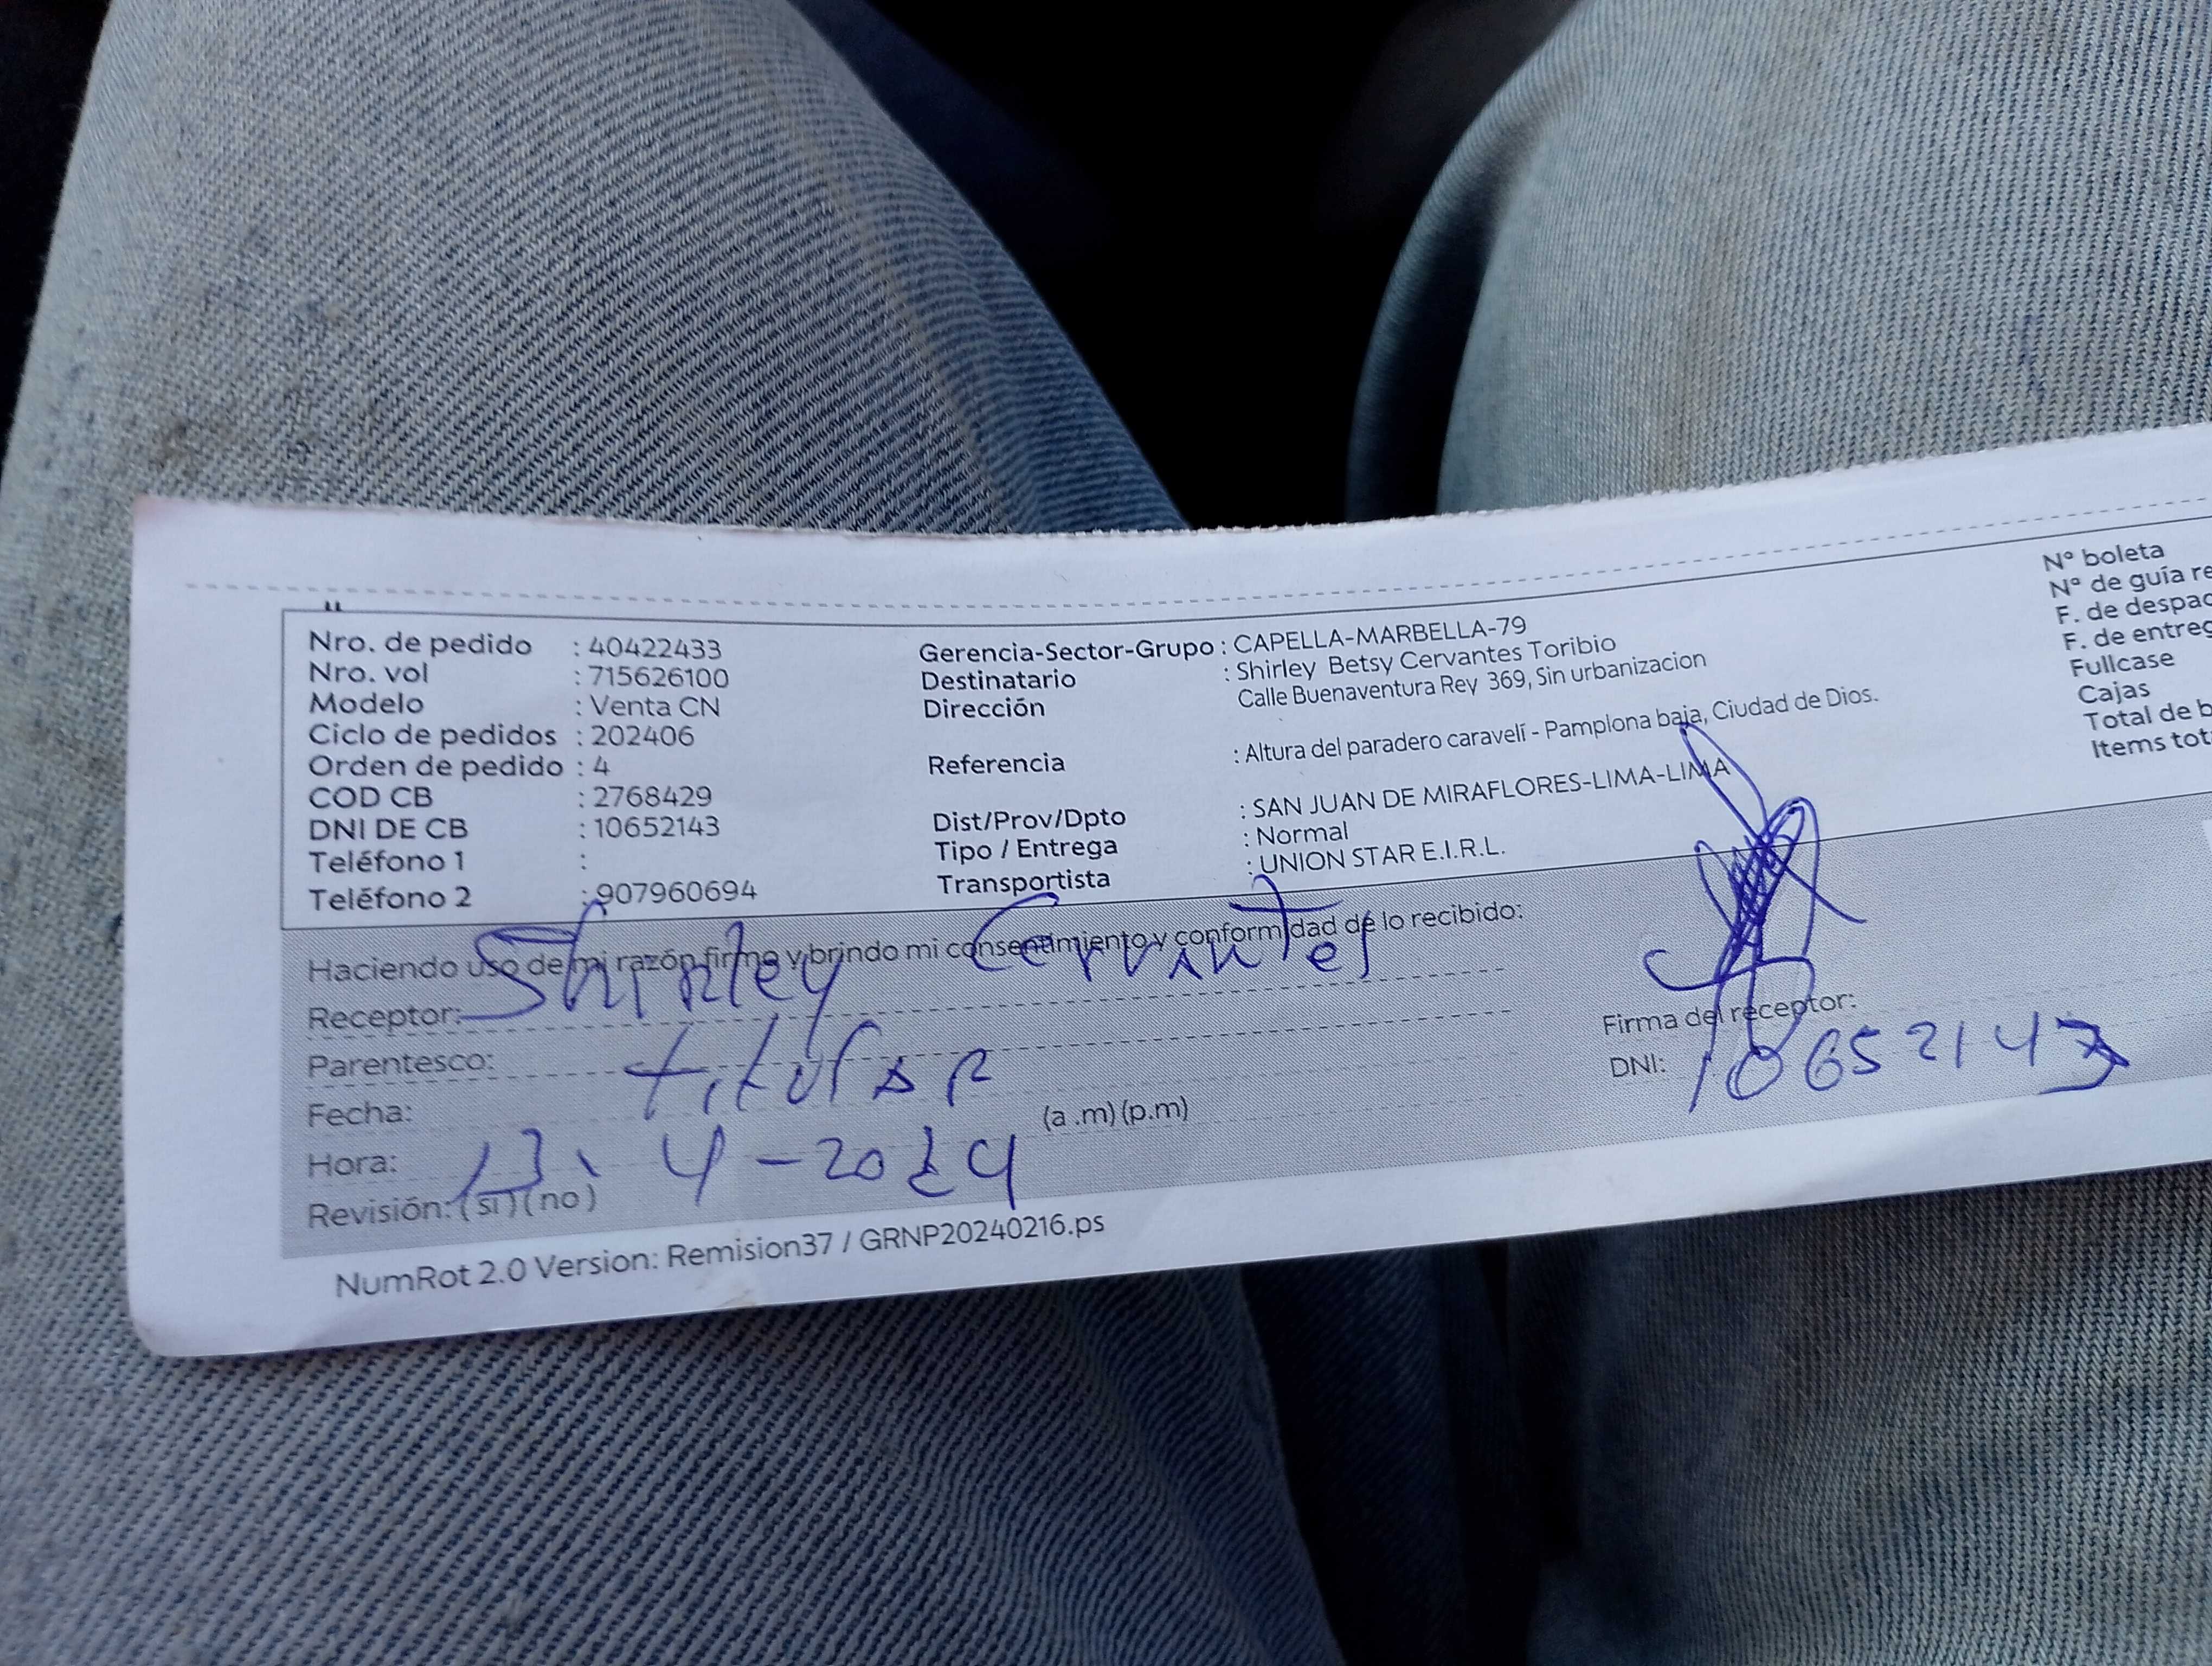 Nro. de pedido : 40422433
Nro. vol : 715626100
Modelo : Venta CN
Ciclo de pedidos : 202406
Orden de pedido : 4
COD CB : 2768429
DNI DE CB : 10652143
Teléfono 1 :
Teléfono 2 : 907960694
Gerencia-Sector-Grupo : CAPELLA-MARBELLA-79
Destinatario : Shirley Betsy Cervantes Toribio
Dirección Calle Buenaventura Rey 369, Sin urbanizacion
Referencia : Altura del paradero caravelí - Pamplona baja, Ciudad de Dios.
Dist/Prov/Dpto : SAN JUAN DE MIRAFLORES-LIMA-LIMA
Tipo / Entrega : Normal
Transportista : UNION STAR E.I.R.L.
N° boleta
N° de guía re
F. de despac
F. de entreg
Fullcase
Cajas
Total de b
Items tot
Haciendo uso de mi razón firmo y brindo mi consentimiento y conformidad de lo recibido:
Receptor: Shirley Cervantes
Parentesco: titular
Fecha: (a .m) (p.m)
Hora: 13. 4-2024
Revisión: (si) (no)
Firma del receptor:
DNI: 10652143
NumRot 2.0 Version: Remision37 / GRNP20240216.ps